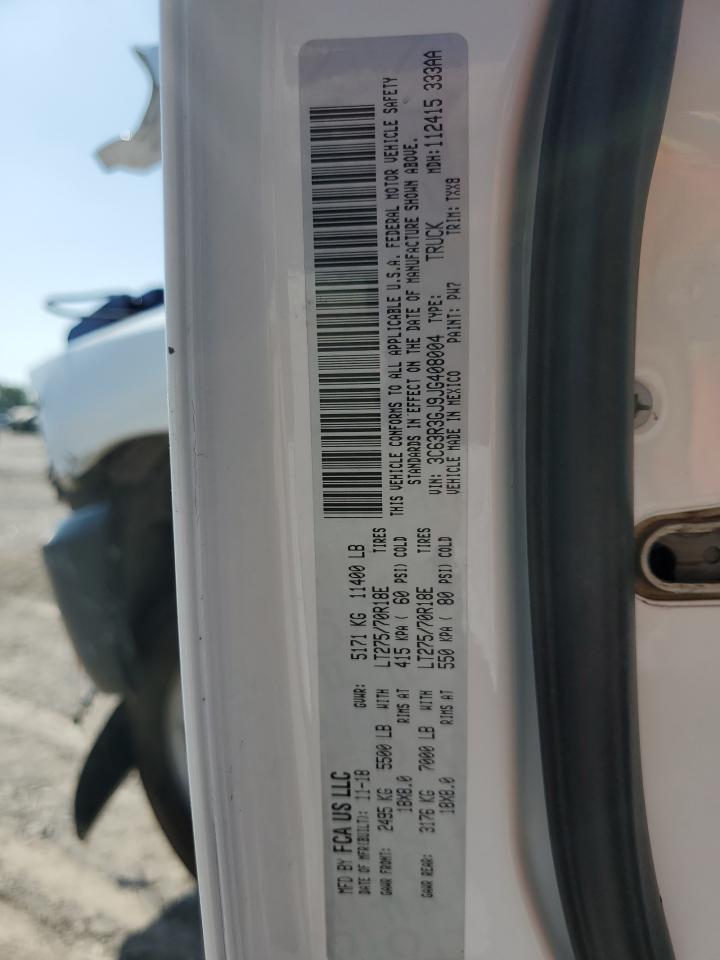 MFD BY FCA US LLC
DATE OF MFR(BUILT): 11-18 GVWR: 5171 KG 11400 LB
GAWR FRONT: 2495 KG 5500 LB WITH LT275/70R18E TIRES
18X8.0 RIMS AT 415 KPA ( 60 PSI) COLD
GAWR REAR: 3176 KG 7000 LB WITH LT275/70R18E TIRES
18X8.0 RIMS AT 550 KPA ( 80 PSI) COLD
THIS VEHICLE CONFORMS TO ALL APPLICABLE U.S.A. FEDERAL MOTOR VEHICLE SAFETY
STANDARDS IN EFFECT ON THE DATE OF MANUFACTURE SHOWN ABOVE.
VIN: 3C63R3GJ9JG408004 TYPE: TRUCK MDH:112415 333AA
VEHICLE MADE IN MEXICO PAINT: PW7 TRIM: TXX8